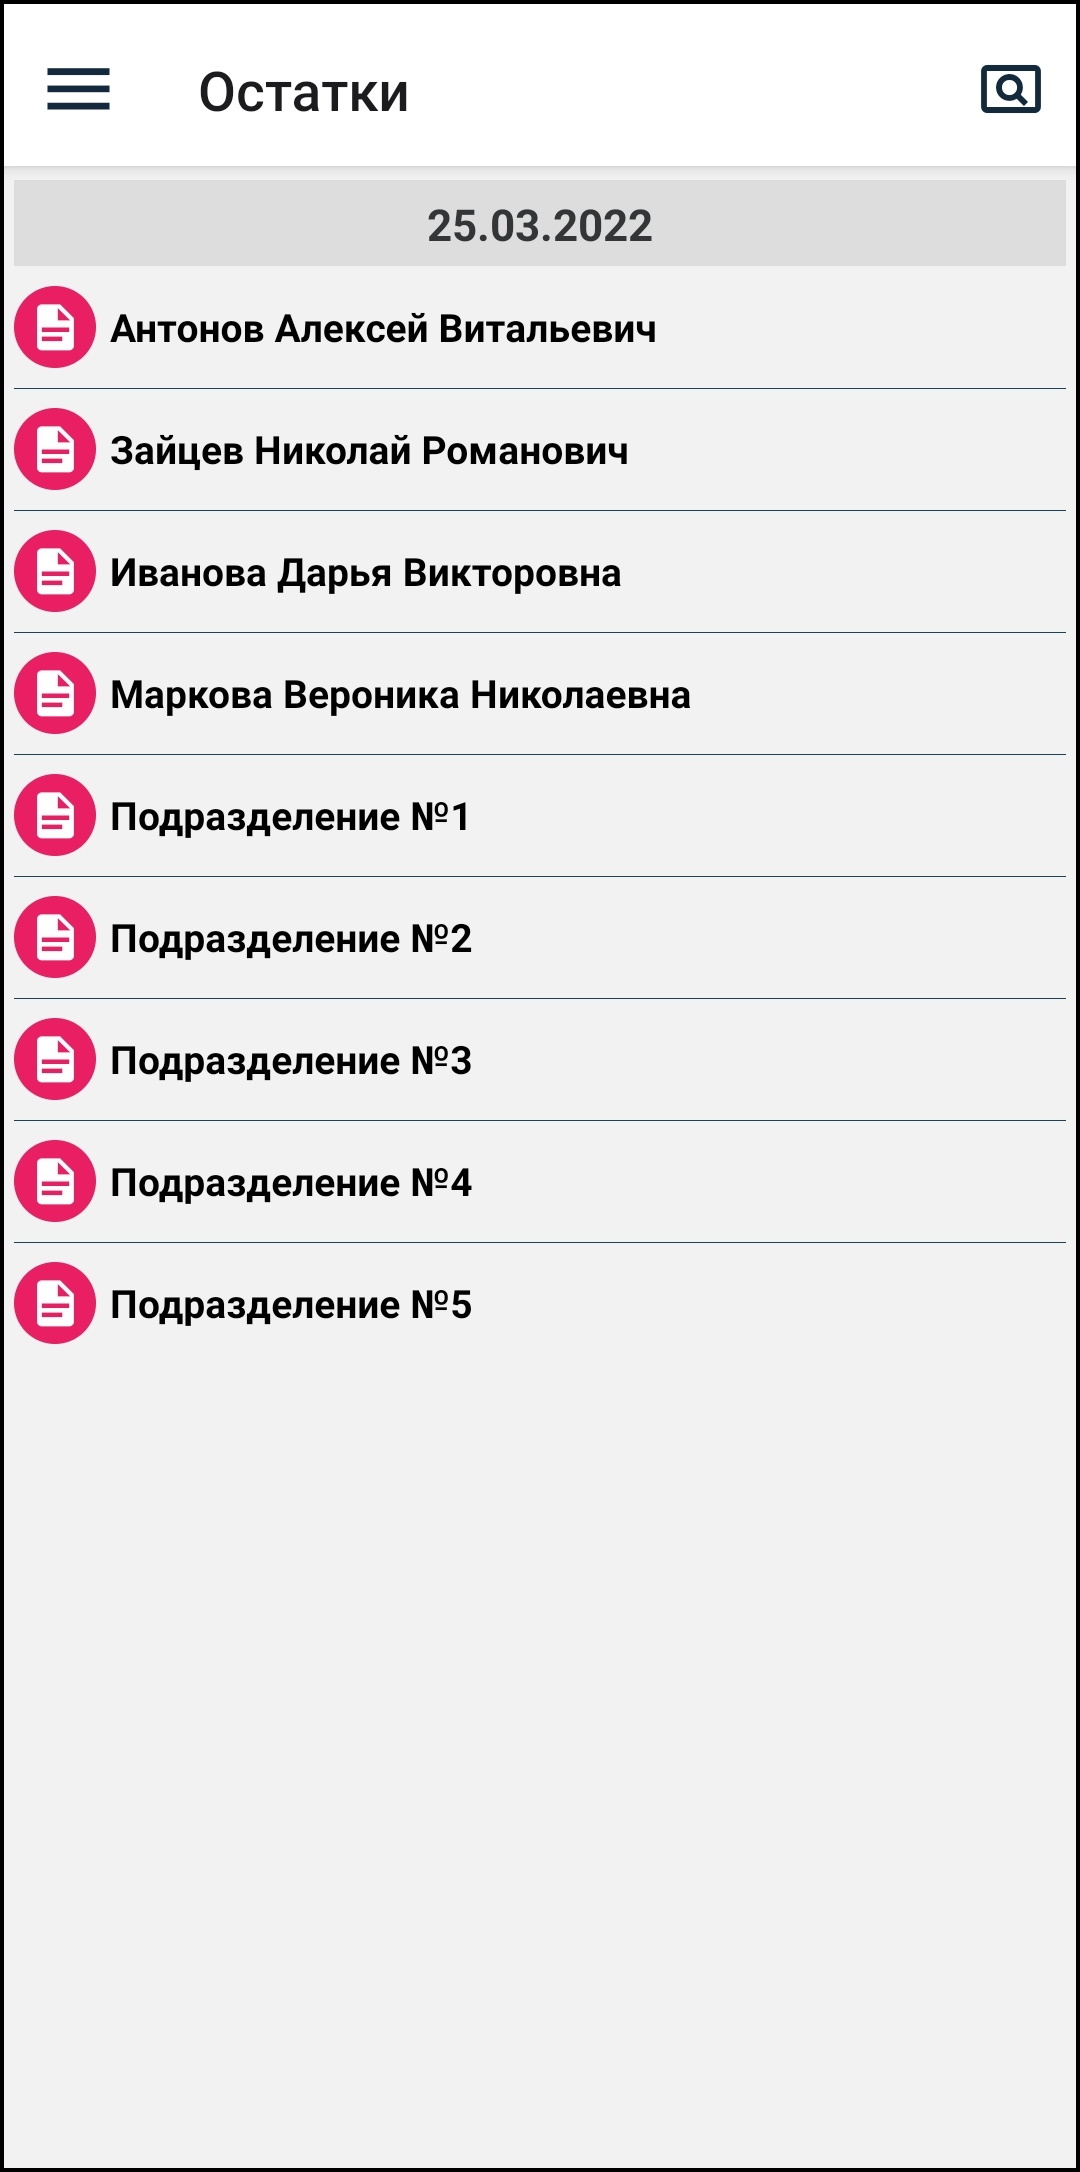 Остатки
25.03.2022
Антонов Алексей Витальевич
Зайцев Николай Романович
Иванова Дарья Викторовна
Маркова Вероника Николаевна
Подразделение №1
Подразделение №2
Подразделение №3
Подразделение №4
Подразделение №5